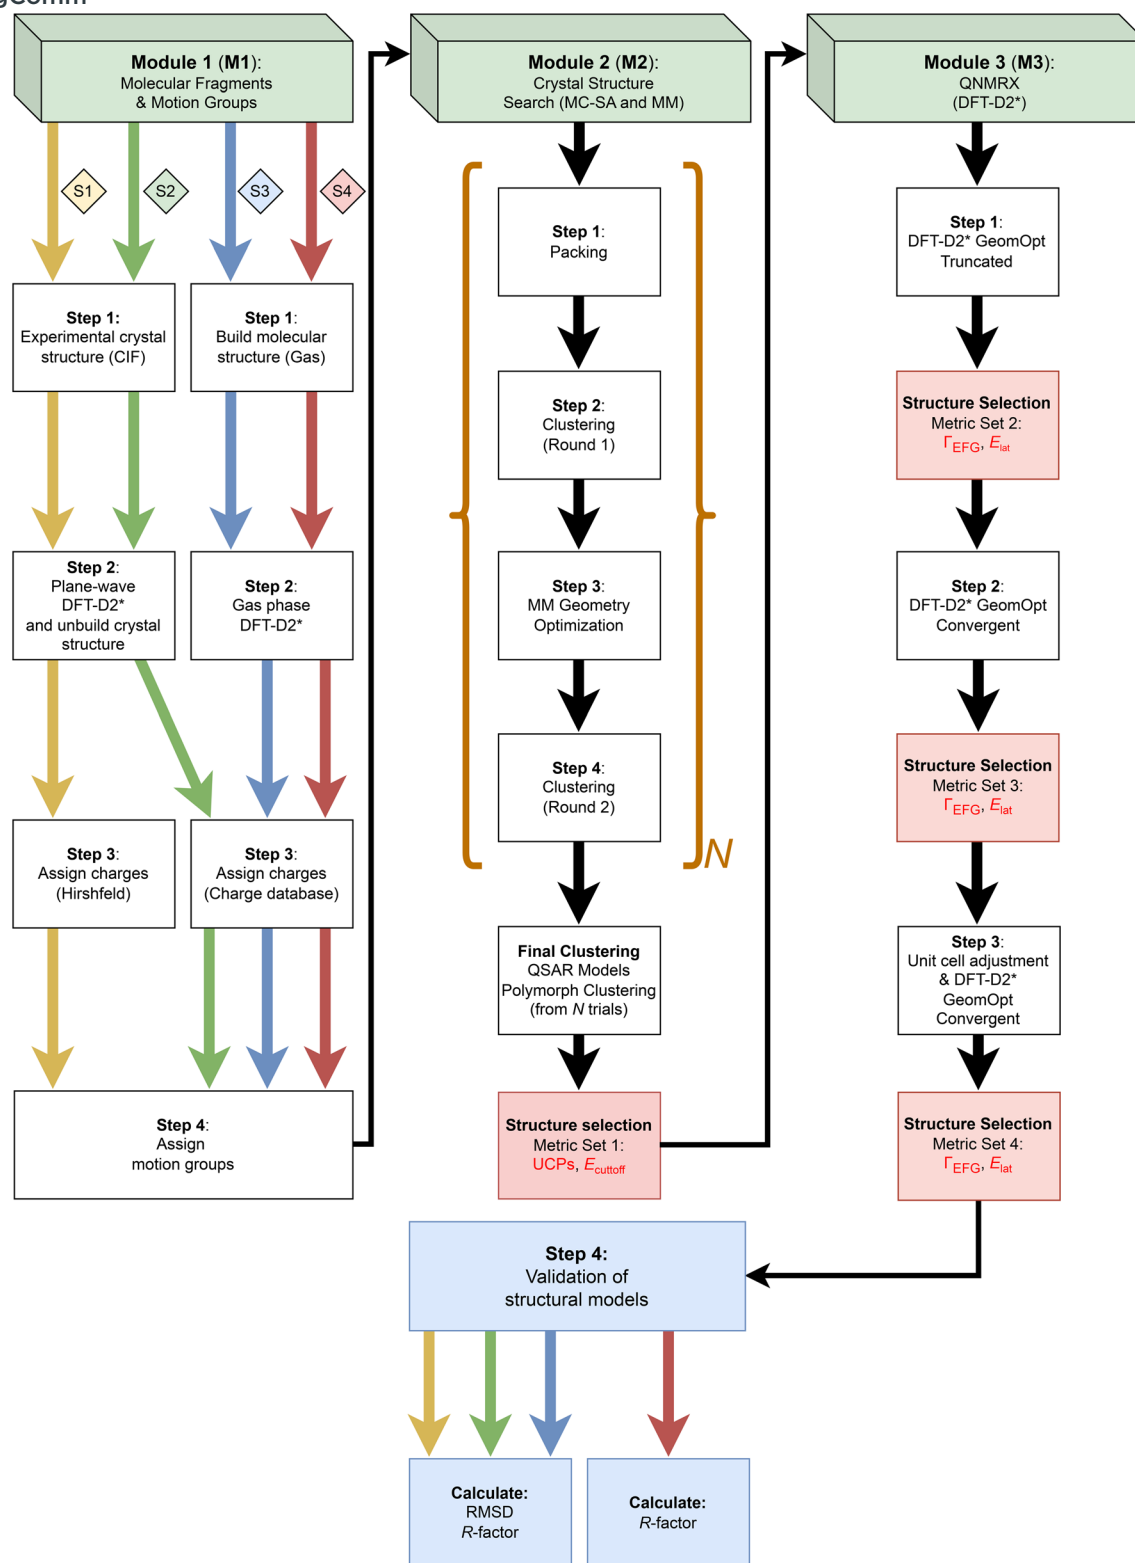 Module 1 (M1):
Molecular Fragments
& Motion Groups
S1
S2
S3
S4
Step 1:
Experimental crystal
structure (CIF)
Step 1:
Build molecular
structure (Gas)
Step 2:
Plane-wave
DFT-D2*
and unbuild crystal
structure
Step 2:
Gas phase
DFT-D2*
Step 3:
Assign charges
(Hirshfeld)
Step 3:
Assign charges
(Charge database)
Step 4:
Assign
motion groups
Module 2 (M2):
Crystal Structure
Search (MC-SA and MM)
Step 1:
Packing
Step 2:
Clustering
(Round 1)
Step 3:
MM Geometry
Optimization
Step 4:
Clustering
(Round 2)
N
Final Clustering
QSAR Models
Polymorph Clustering
(from N trials)
Structure selection
Metric Set 1:
UCPs, Ecuttoff
Module 3 (M3):
QNMRX
(DFT-D2*)
Step 1:
DFT-D2* GeomOpt
Truncated
Structure Selection
Metric Set 2:
ΓEFG, Elat
Step 2:
DFT-D2* GeomOpt
Convergent
Structure Selection
Metric Set 3:
ΓEFG, Elat
Step 3:
Unit cell adjustment
& DFT-D2*
GeomOpt
Convergent
Structure Selection
Metric Set 4:
ΓEFG, Elat
Step 4:
Validation of
structural models
Calculate:
RMSD
R-factor
Calculate:
R-factor